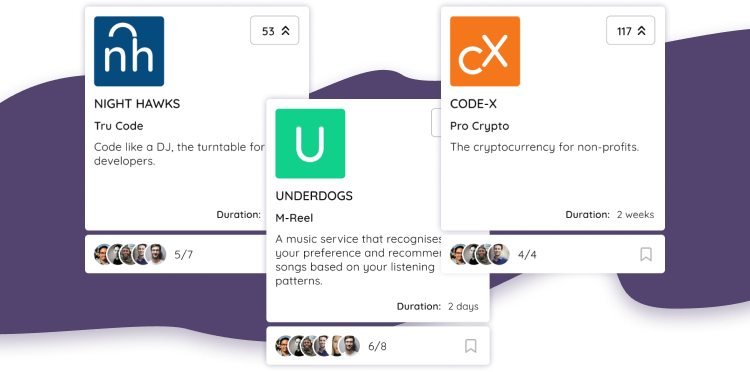 nh
53
NIGHT HAWKS
Tru Code
Code like a DJ, the turntable for
developers.
Duration:
5/7
U
UNDERDOGS
M-Reel
A music service that recognises
your preference and
songs based on your listening
patterns.
Duration: 2 days
6/8
cX
117
CODE-X
Pro Crypto
The cryptocurrency for non-profits.
Duration: 2 weeks
4/4